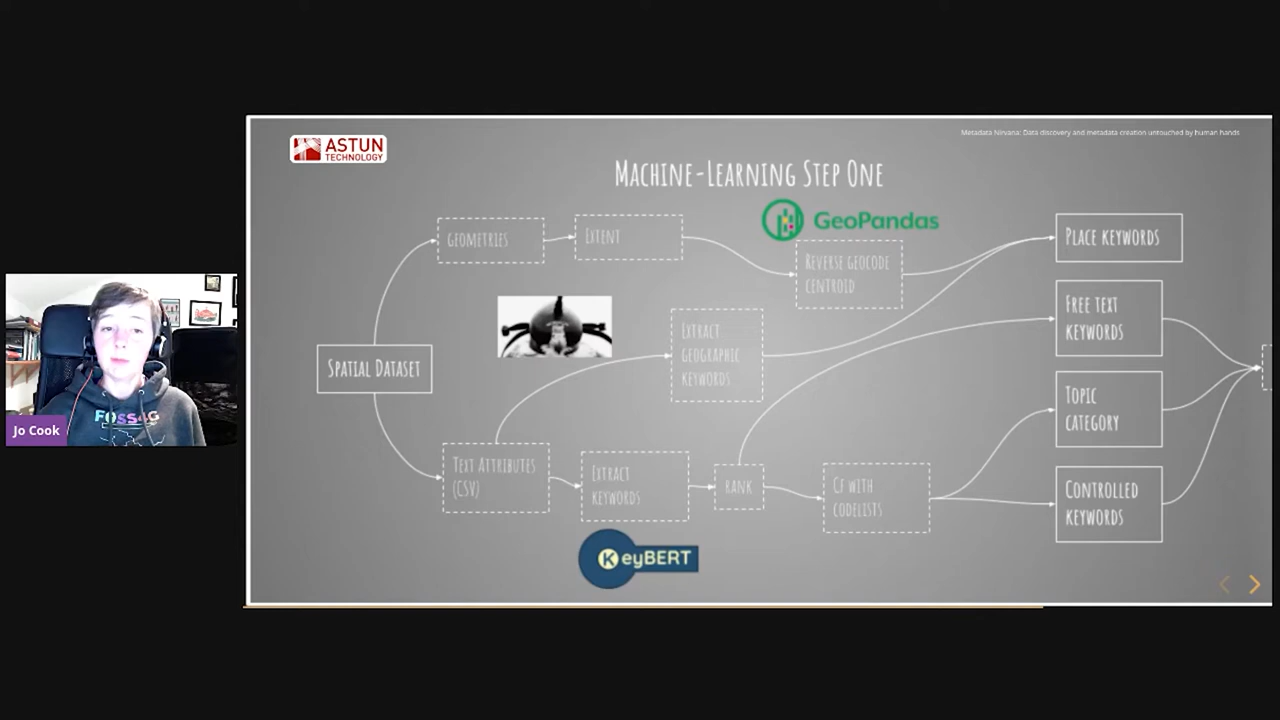 ASTUN
TECHNOLOGY
Metadata Nirvana: Data discovery and metadata creation untouched by human hands
Machine-Learning Step One
GeoPandas
Geometries
Extent
Reverse geocode
centroid
Place keywords
Free text
keywords
Extract
geographic
keywords
Spatial Dataset
Topic
category
Jo Cook
FOSS4G
Text Attributes
(CSV)
Extract
keywords
Rank
CF with
codelists
Controlled
keywords
KeyBERT